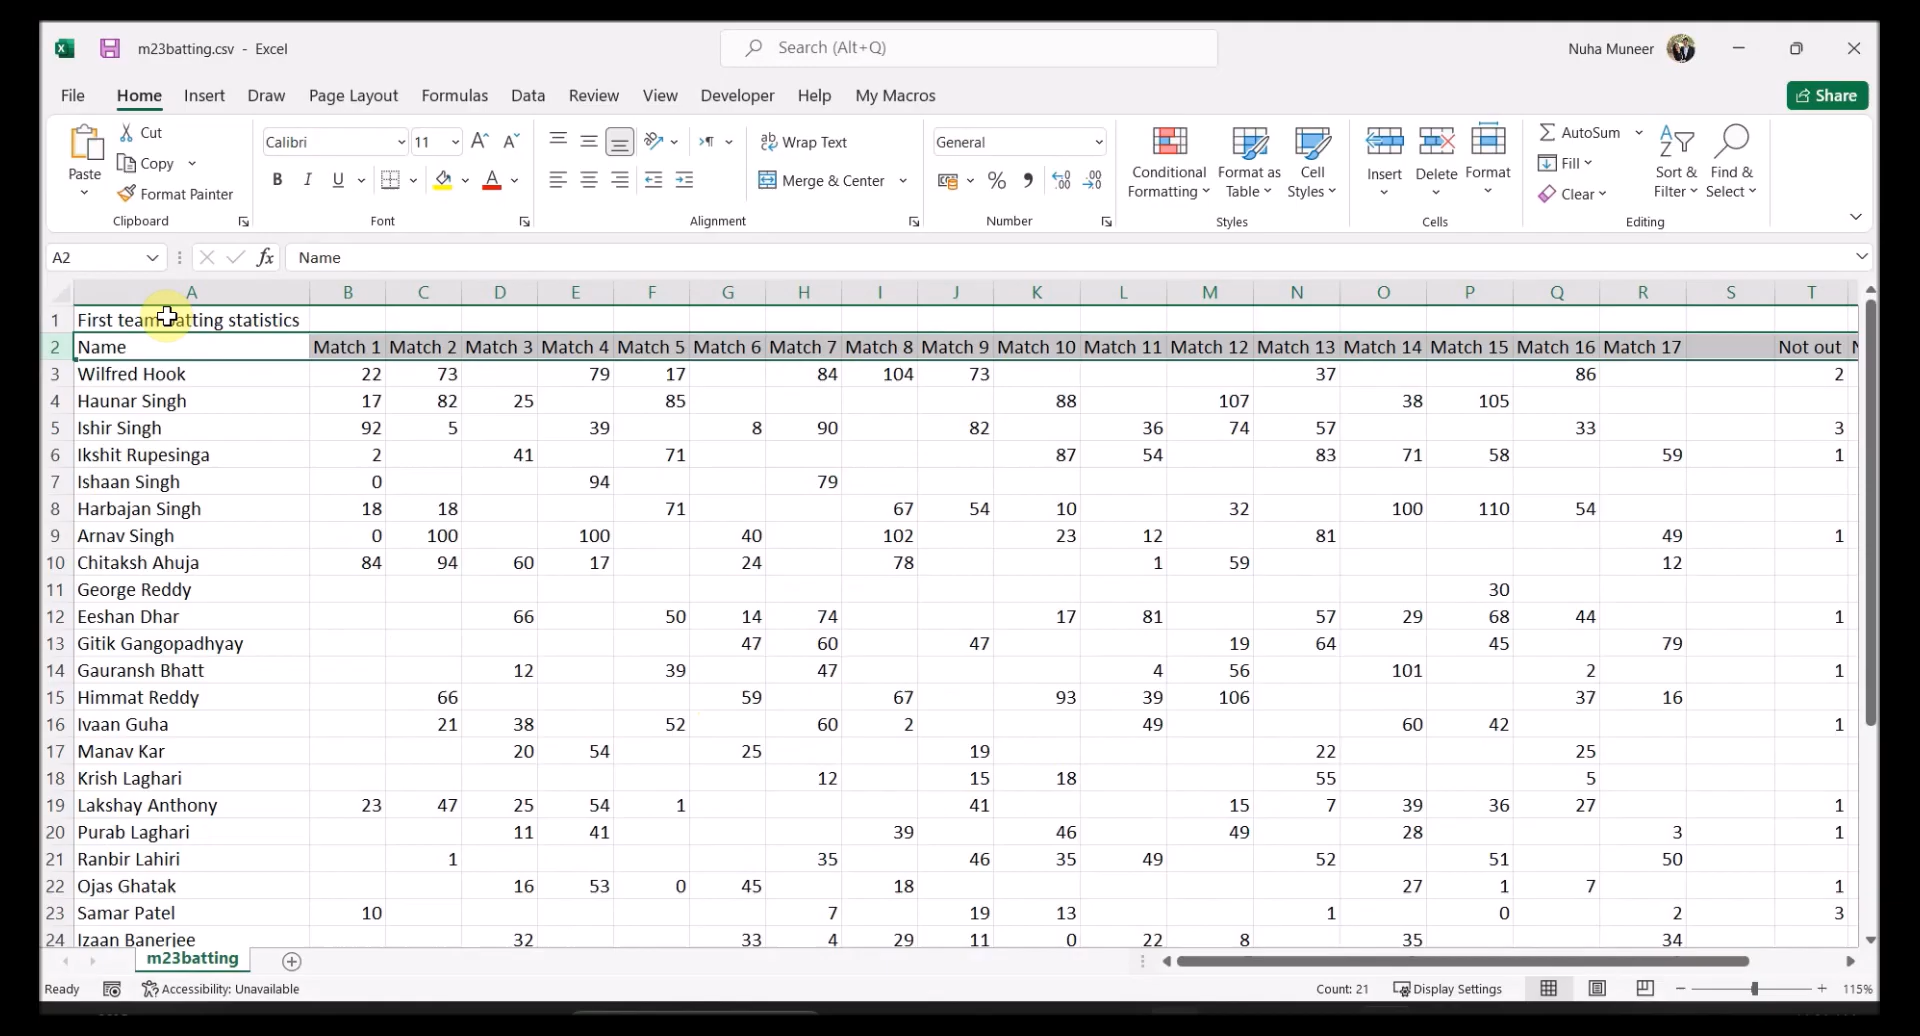 m23batting.csv - Excel
Search (Alt+Q)
Nuha Muneer
File Home Insert Draw Page Layout Formulas Data Review View Developer Help My Macros
Share
Paste
Cut
Copy
Format Painter
Clipboard
Calibri 11
B I U
Font
Wrap Text
Merge & Center
Alignment
General
Number
Conditional Formatting
Format as Table
Cell Styles
Styles
Insert Delete Format
Cells
AutoSum
Fill
Clear
Sort & Filter
Find & Select
Editing
A2 fx Name
A B C D E F G H I J K L M N O P Q R S T
1 First team batting statistics
2 Name Match 1 Match 2 Match 3 Match 4 Match 5 Match 6 Match 7 Match 8 Match 9 Match 10 Match 11 Match 12 Match 13 Match 14 Match 15 Match 16 Match 17 Not out
3 Wilfred Hook 22 73 79 17 84 104 73 37 86 2
4 Haunar Singh 17 82 25 85 88 107 38 105
5 Ishir Singh 92 5 39 8 90 82 36 74 57 33 3
6 Ikshit Rupesinga 2 41 71 87 54 83 71 58 59 1
7 Ishaan Singh 0 94 79
8 Harbajan Singh 18 18 71 67 54 10 32 100 110 54
9 Arnav Singh 0 100 100 40 102 23 12 81 49 1
10 Chitaksh Ahuja 84 94 60 17 24 78 1 59 12
11 George Reddy 30
12 Eeshan Dhar 66 50 14 74 17 81 57 29 68 44 1
13 Gitik Gangopadhyay 47 60 47 19 64 45 79
14 Gauransh Bhatt 12 39 47 4 56 101 2 1
15 Himmat Reddy 66 59 67 93 39 106 37 16
16 Ivaan Guha 21 38 52 60 2 49 60 42 1
17 Manav Kar 20 54 25 19 22 25
18 Krish Laghari 12 15 18 55 5
19 Lakshay Anthony 23 47 25 54 1 41 15 7 39 36 27 1
20 Purab Laghari 11 41 39 46 49 28 3 1
21 Ranbir Lahiri 1 35 46 35 49 52 51 50
22 Ojas Ghatak 16 53 0 45 18 27 1 7 1
23 Samar Patel 10 7 19 13 1 0 2 3
24 Izaan Banerjee 32 33 4 29 11 0 22 8 35 34
m23batting
Ready Accessibility: Unavailable Count: 21 Display Settings 115%